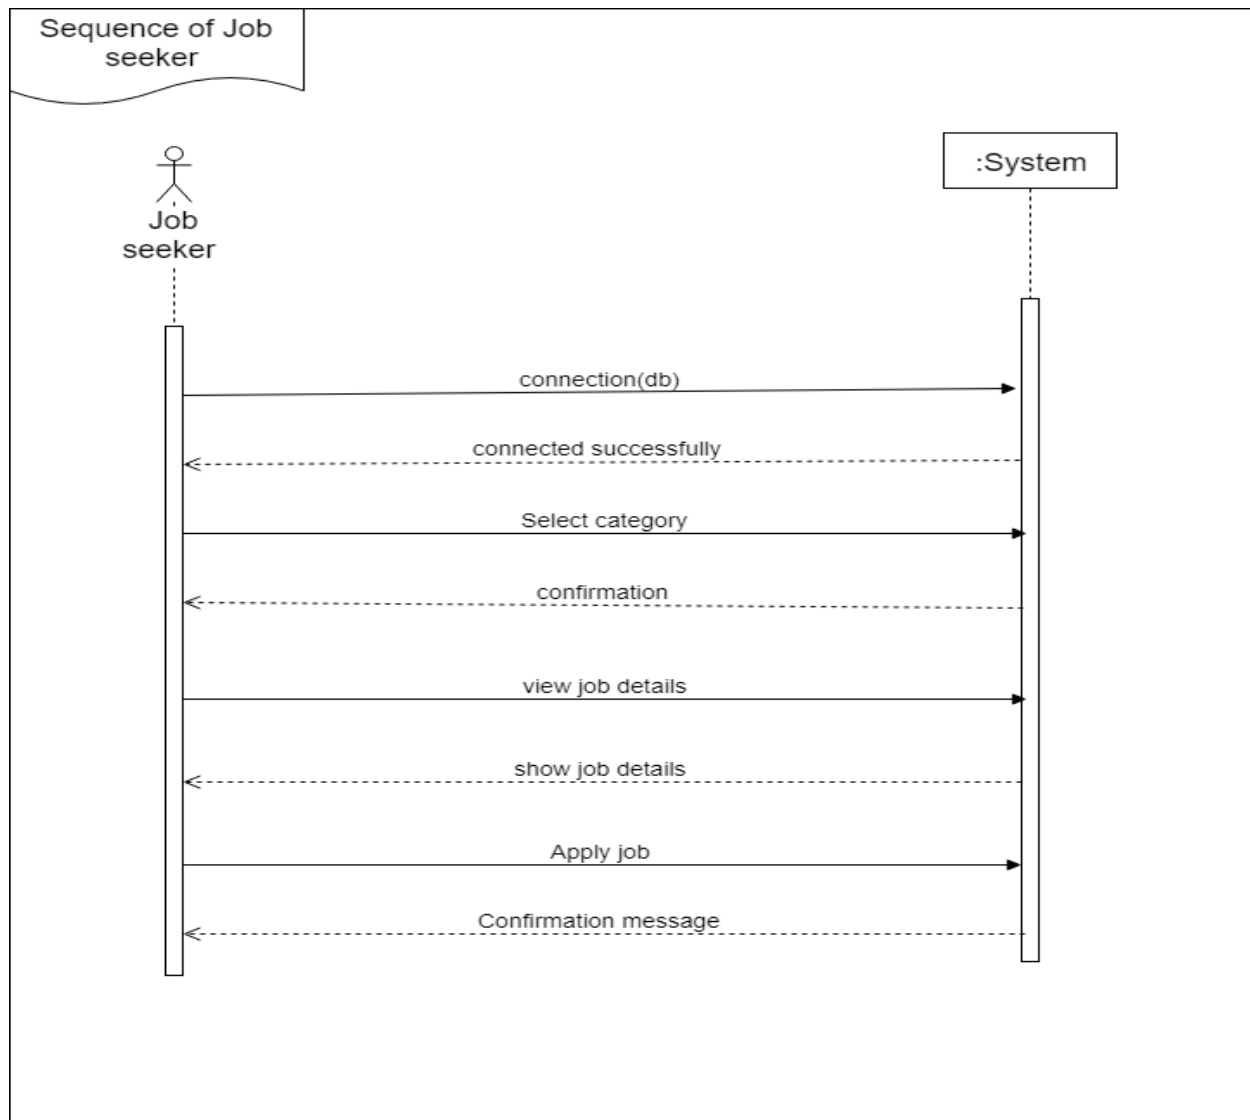 Sequence of Job
seeker
:System
Job
seeker
connection(db)
connected successfully
Select category
confirmation
view job details
show job details
Apply job
Confirmation message